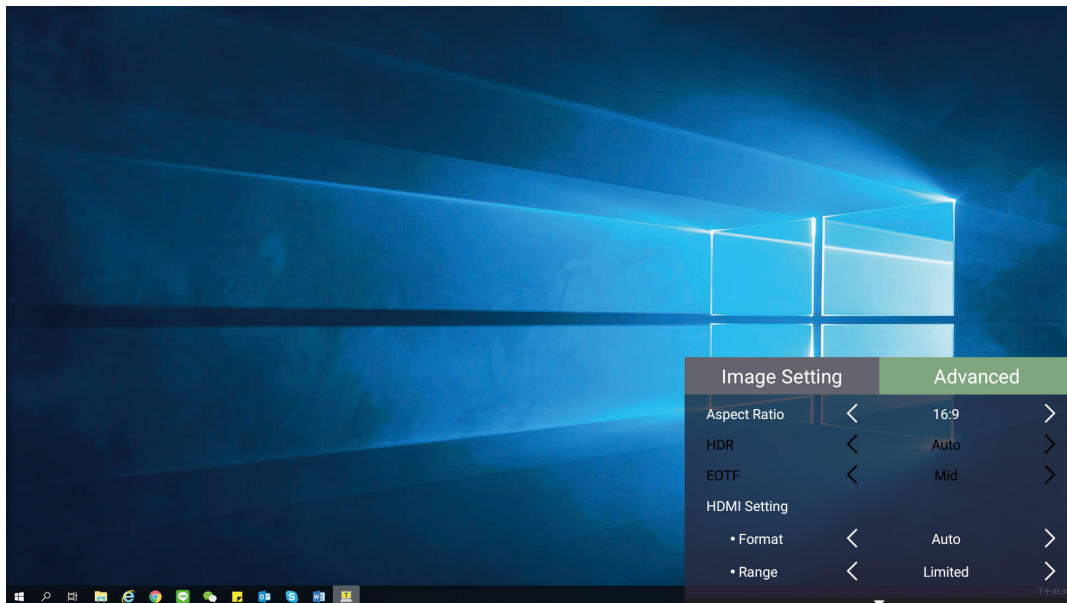 Image Setting Advanced
Aspect Ratio 16:9
HDR Auto
EOTF Mid
HDMI Setting
• Format Auto
• Range Limited